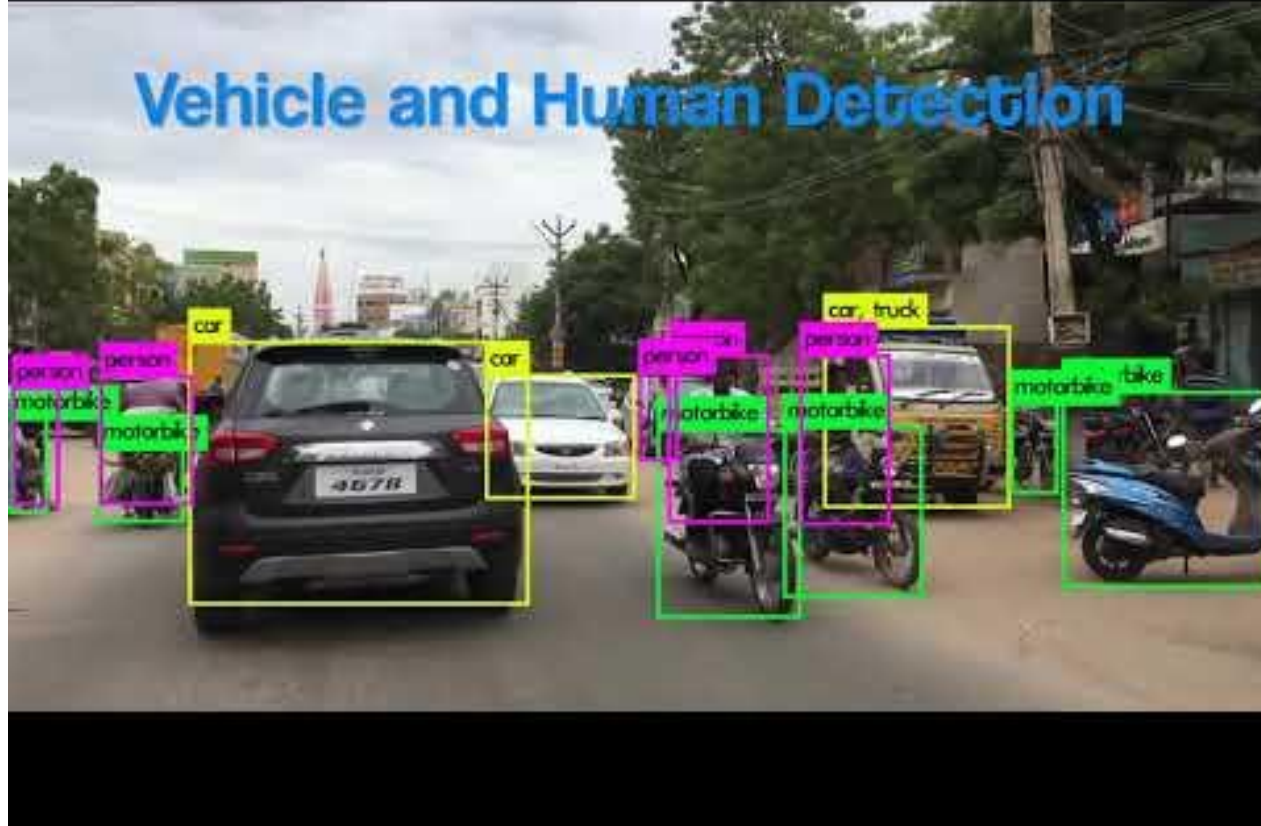 Vehicle and Human Detection
car, truck
car
person
person
car
person
person
motorbike
motorbike
motorbike
motorbike
motorbike
4678